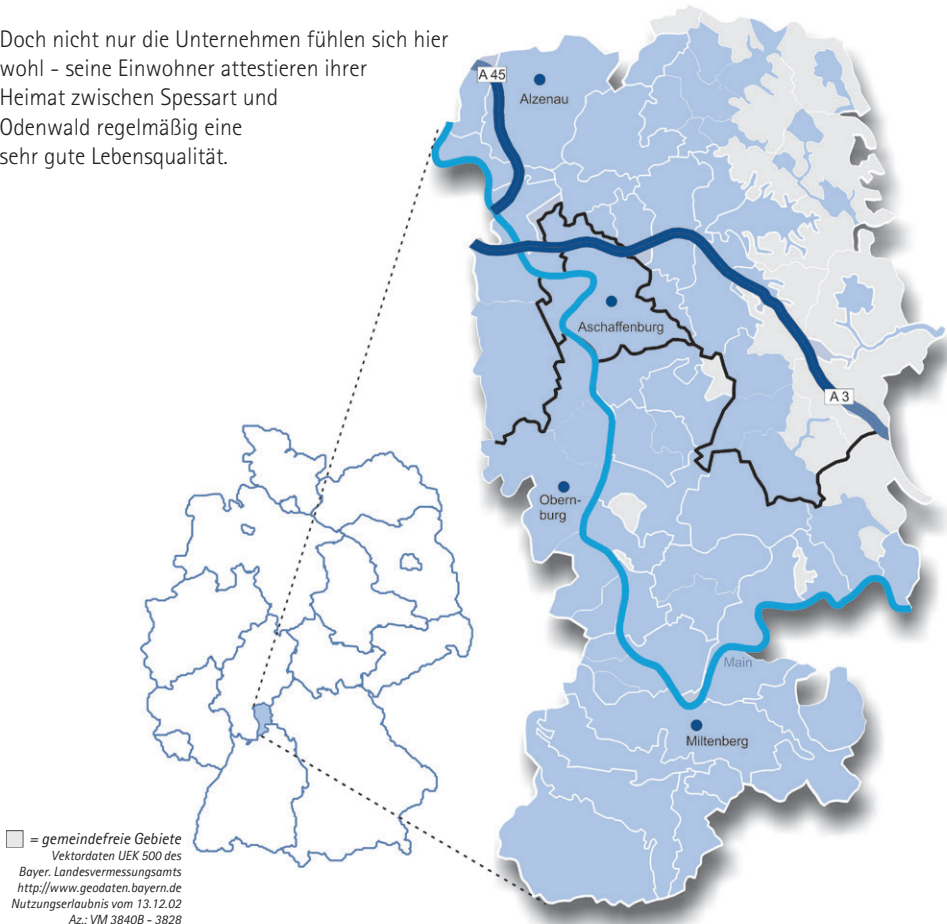 Doch nicht nur die Unternehmen fühlen sich hier
wohl - seine Einwohner attestieren ihrer
Heimat zwischen Spessart und
Odenwald regelmäßig eine
sehr gute Lebensqualität.
A 45
Alzenau
Aschaffenburg
A 3
Obern-
burg
Main
Miltenberg
= gemeindefreie Gebiete
Vektordaten UEK 500 des
Bayer. Landesvermessungsamts
http://www.geodaten.bayern.de
Nutzungserlaubnis vom 13.12.02
Az.: VM 3840B - 3828